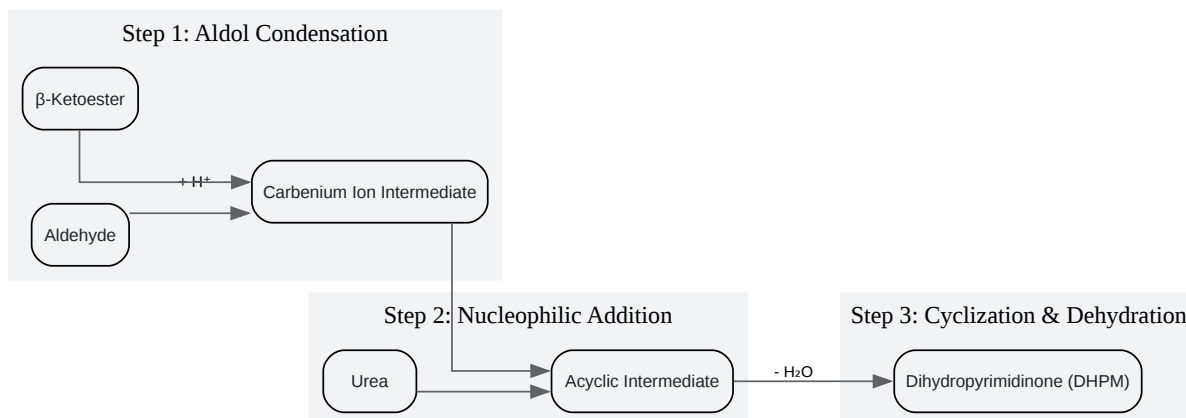 Step 1: Aldol Condensation
β-Ketoester
+ H⁺
Carbenium Ion Intermediate
Aldehyde
Step 2: Nucleophilic Addition
Urea
Acyclic Intermediate
- H₂O
Step 3: Cyclization & Dehydration
Dihydropyrimidinone (DHPM)